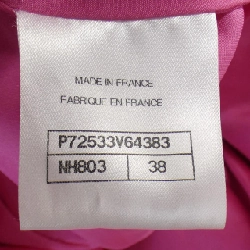 MADE IN FRANCE
FABRIQUE EN FRANCE
P72533V64383
NH803 38